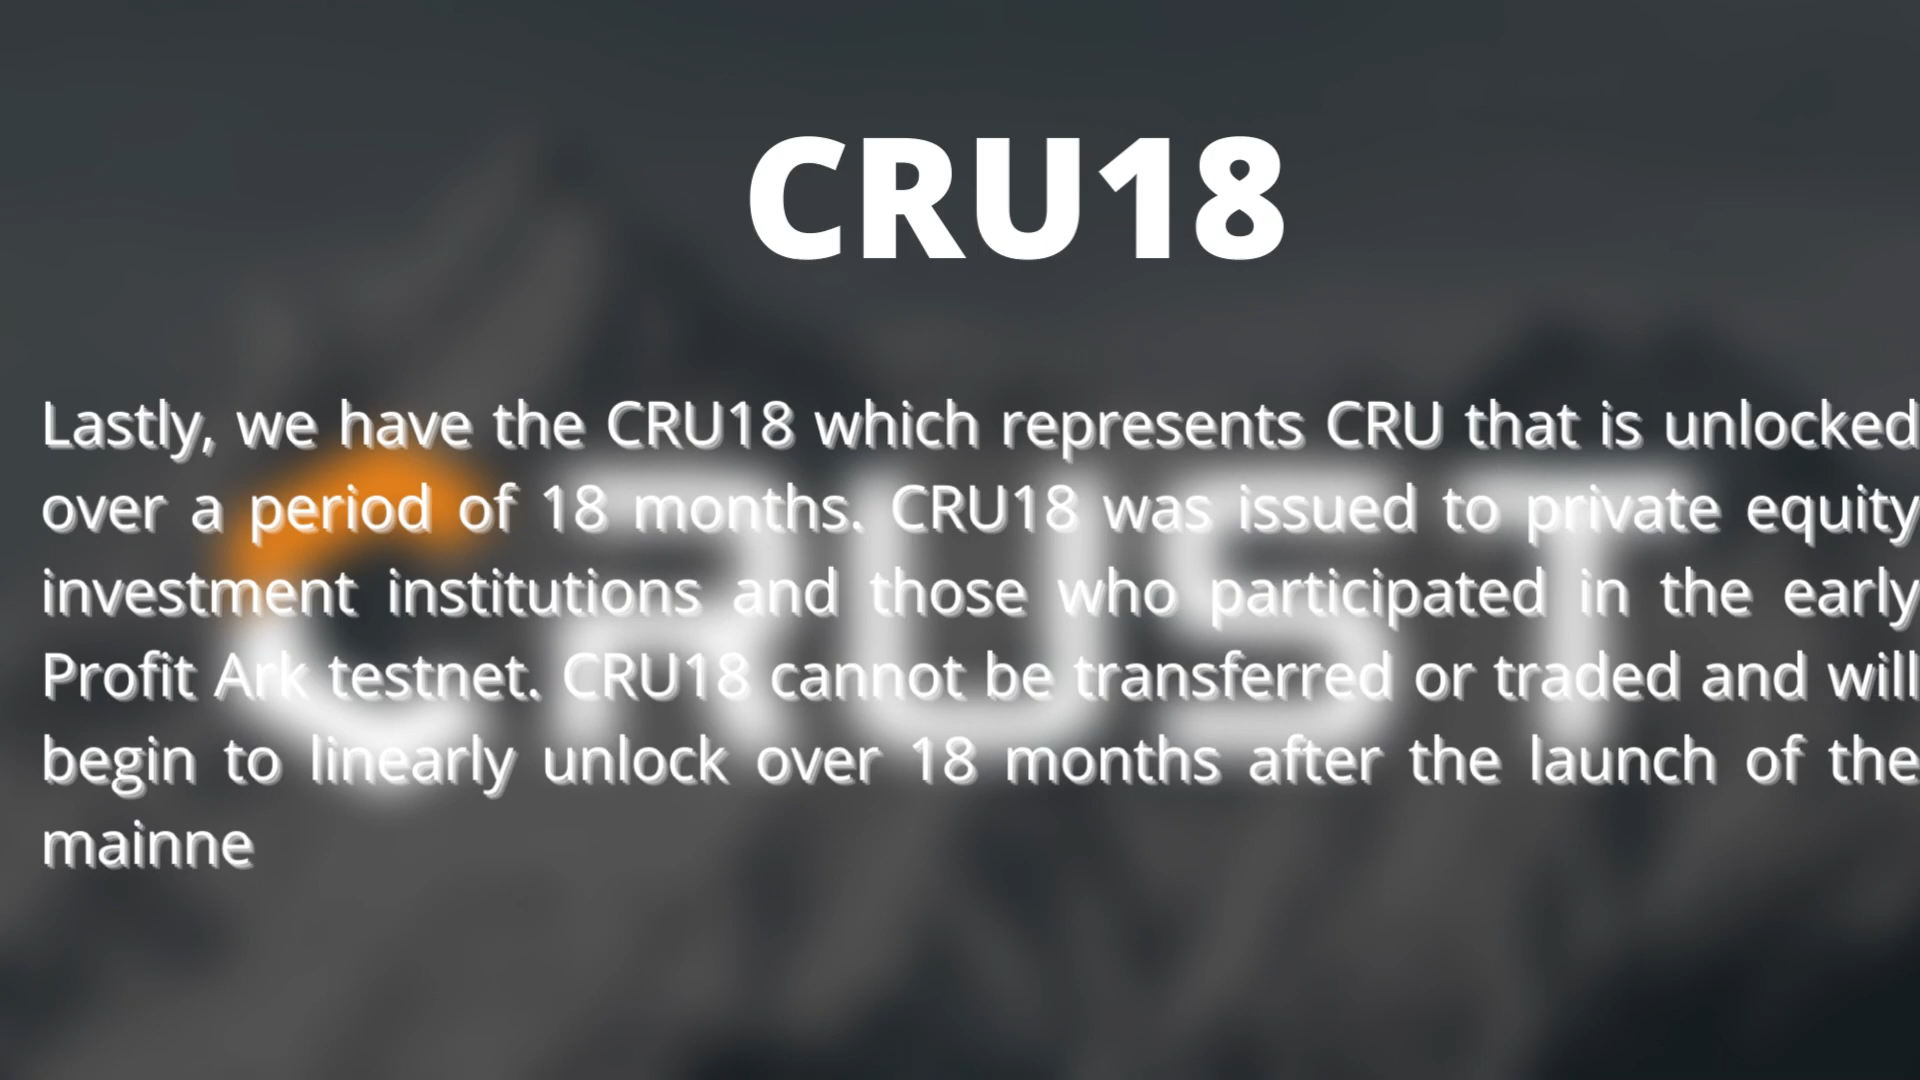 CRU18
Lastly, we have the CRU18 which represents CRU that is unlocked
over a period of 18 months. CRU18 was issued to private equity
investment institutions and those who participated in the early
Profit Ark testnet. CRU18 cannot be transferred or traded and will
begin to linearly unlock over 18 months after the launch of the
mainne
CRUST